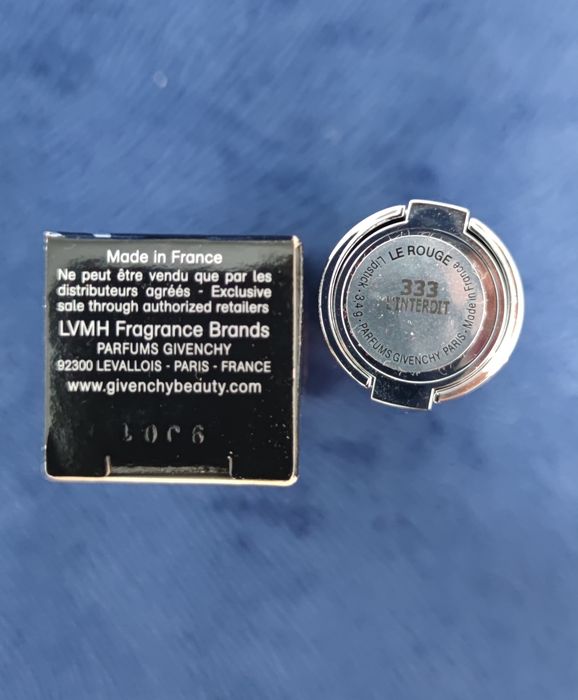 Made in France
Ne peut être vendu que par les
distributeurs agréés - Exclusive
sale through authorized retailers
LVMH Fragrance Brands
PARFUMS GIVENCHY
92300 LEVALLOIS - PARIS - FRANCE
www.givenchybeauty.com
LE ROUGE
333
L'INTERDIT
Lipstick · 3.4 g · PARFUMS GIVENCHY PARIS · Made in France